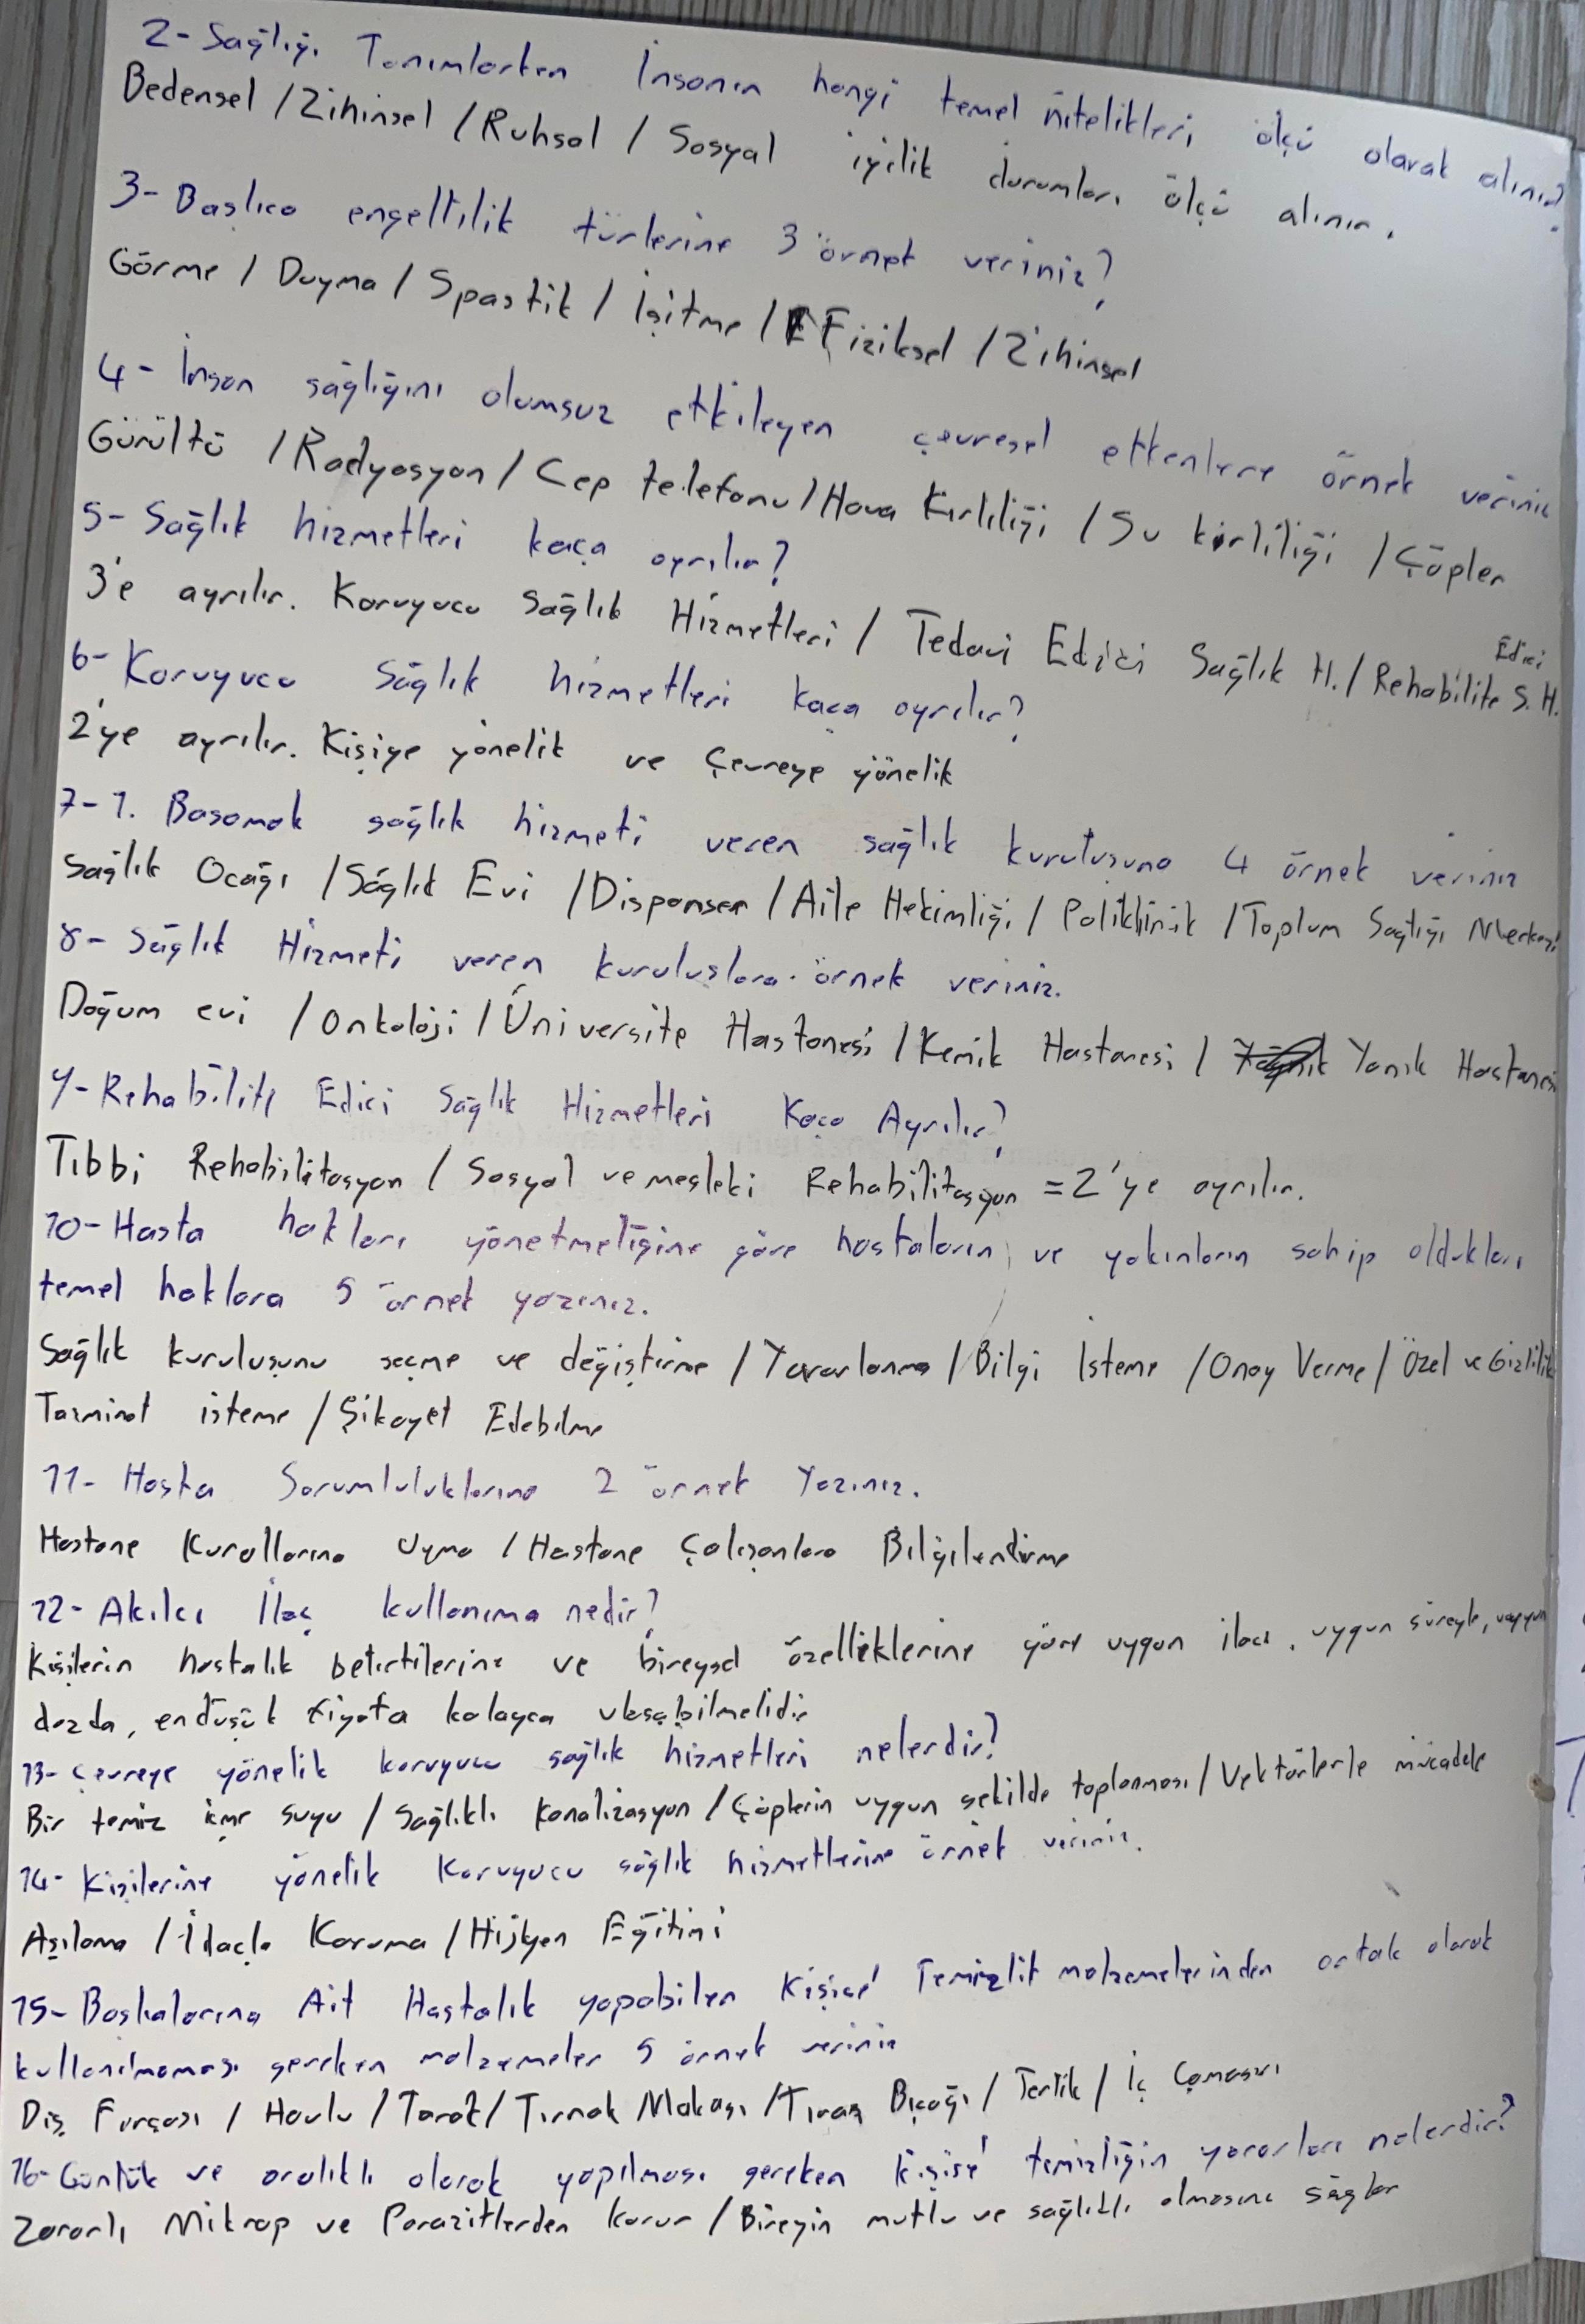 2- Sağlığı Tanımlarken İnsanın hangi temel nitelikleri ölçü olarak alınır?
Bedensel / Zihinsel / Ruhsal / Sosyal iyilik durumları ölçü alınır.
3- Başlıca engellilik türlerine 3 örnek veriniz?
Görme / Duyma / Spastik / İşitme / Fiziksel / Zihinsel
4- İnsan sağlığını olumsuz etkileyen çevresel etkenlere örnek veriniz
Gürültü / Radyasyon / Cep telefonu / Hava Kirliliği / Su kirliliği / Çöpler
5- Sağlık hizmetleri kaça ayrılır?
3'e ayrılır. Koruyucu Sağlık Hizmetleri / Tedavi Edici Sağlık H. / Rehabilite Edici S. H.
6- Koruyucu Sağlık hizmetleri kaça ayrılır?
2'ye ayrılır. Kişiye yönelik ve Çevreye yönelik
7- 1. Basamak sağlık hizmeti veren sağlık kuruluşuna 4 örnek veriniz
Sağlık Ocağı / Sağlık Evi / Dispanser / Aile Hekimliği / Poliklinik / Toplum Sağlığı Merkezi
8- Sağlık Hizmeti veren kuruluşlara örnek veriniz.
Doğum evi / Onkoloji / Üniversite Hastanesi / Kemik Hastanesi / Yanık Hastanesi
9- Rehabilite Edici Sağlık Hizmetleri Kaça Ayrılır?
Tıbbi Rehabilitasyon / Sosyal ve mesleki Rehabilitasyon = 2'ye ayrılır.
10- Hasta hakları yönetmeliğine göre hastaların ve yakınların sahip oldukları
temel haklara 5 örnek yazınız.
Sağlık kuruluşunu seçme ve değiştirme / Yararlanma / Bilgi İsteme / Onay Verme / Özel ve Gizlilik
Tazminat isteme / Şikayet Edebilme
11- Hasta Sorumluluklarına 2 örnek Yazınız.
Hastane Kurallarına Uyma / Hastane Çalışanlara Bilgilendirme
12- Akılcı İlaç kullanıma nedir?
Kişilerin hastalık belirtilerine ve bireysel özelliklerine göre uygun ilacı, uygun süreyle, uygun
dozda, en düşük fiyata kolayca ulaşabilmelidir
13- Çevreye yönelik koruyucu sağlık hizmetleri nelerdir?
Bir temiz içme suyu / Sağlıklı Kanalizasyon / Çöplerin uygun şekilde toplanması / Vektörlerle mücadele
14- Kişilerine yönelik Koruyucu sağlık hizmetlerine örnek veriniz.
Aşılama / İlaçla Koruma / Hijyen Eğitimi
15- Başkalarına Ait Hastalık yapabilen Kişisel Temizlik malzemelerinden ortak olarak
kullanılmaması gereken malzemeler 5 örnek veriniz
Diş Fırçası / Havlu / Tarak / Tırnak Makası / Tıraş Bıçağı / Terlik / İç Çamaşırı
16- Günlük ve aralıklı olarak yapılması gereken kişisel temizliğin yararları nelerdir?
Zararlı Mikrop ve Parazitlerden korur / Bireyin mutlu ve sağlıklı olmasını sağlar